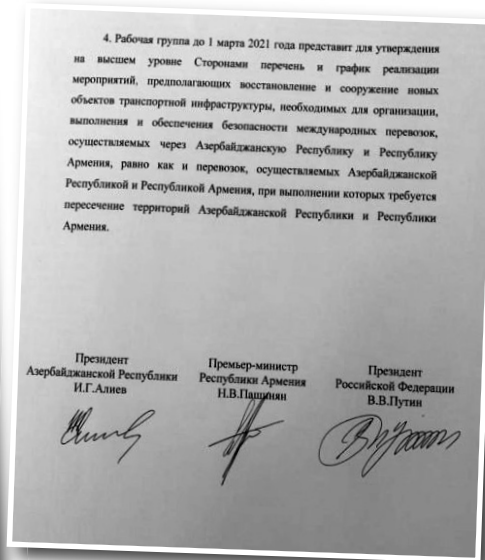 4. Рабочая группа до 1 марта 2021 года представит для утверждения
на высшем уровне Сторонами перечень и график реализации
мероприятий, предполагающих восстановление и сооружение новых
объектов транспортной инфраструктуры, необходимых для организации,
выполнения и обеспечения безопасности международных перевозок,
осуществляемых через Азербайджанскую Республику и Республику
Армения, равно как и перевозок, осуществляемых Азербайджанской
Республикой и Республикой Армения, при выполнении которых требуется
пересечение территорий Азербайджанской Республики и Республики
Армения.
Президент
Азербайджанской Республики
И.Г.Алиев
Премьер-министр
Республики Армения
Н.В.Пашинян
Президент
Российской Федерации
В.В.Путин